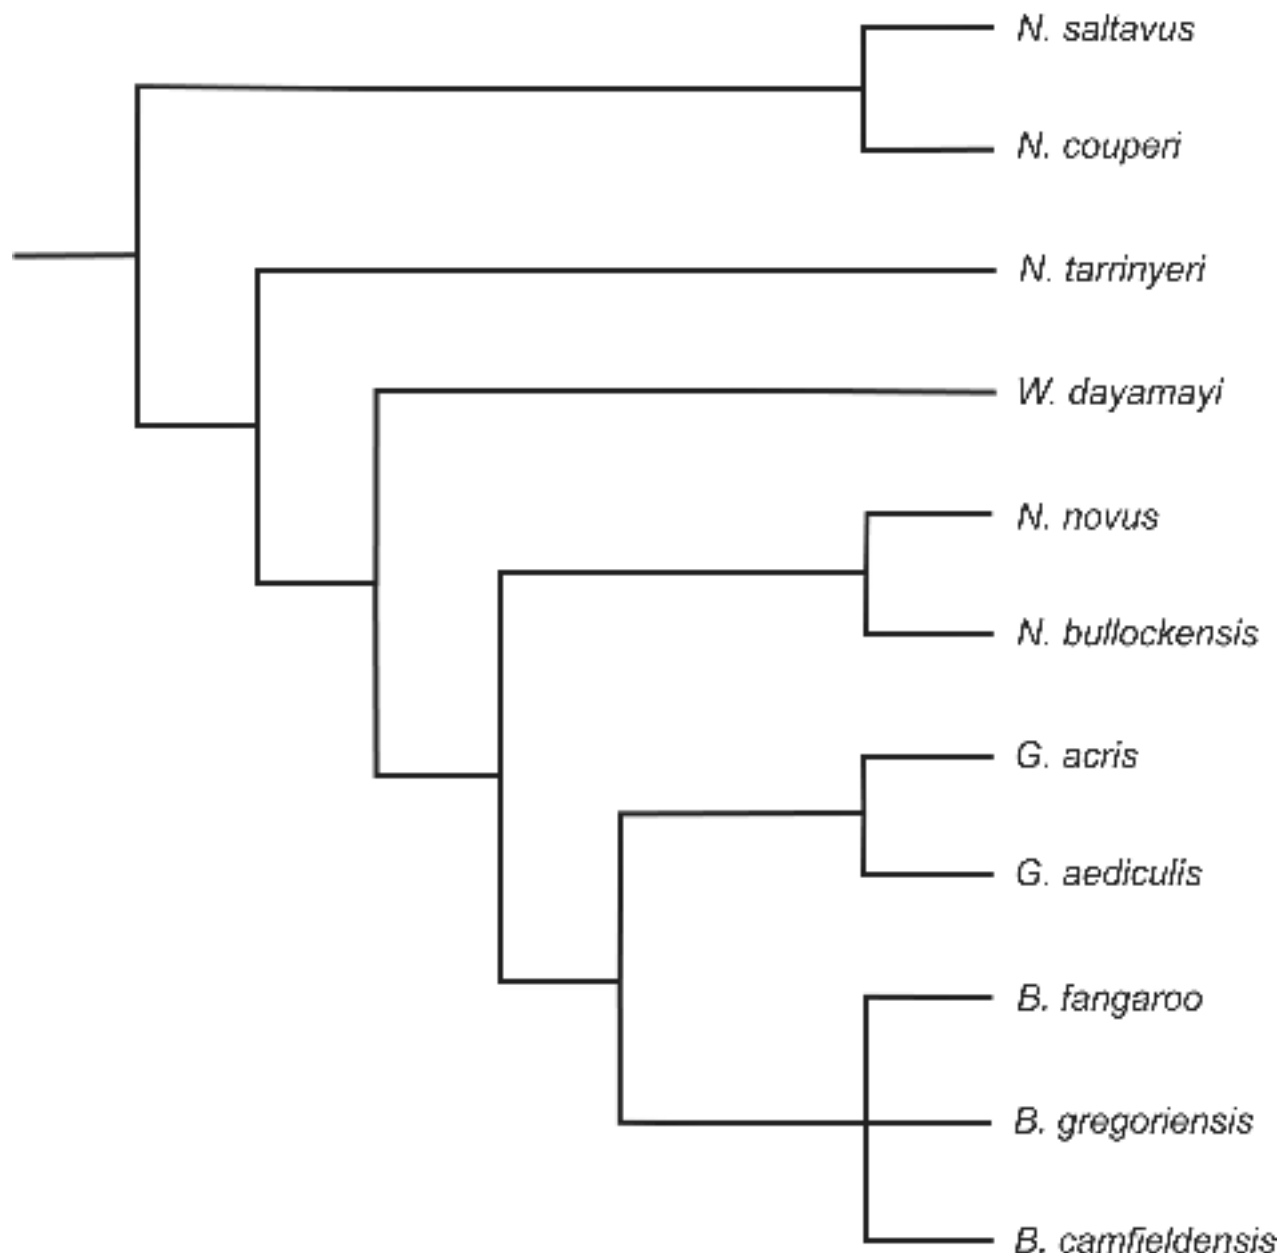 N. saltavus
N. couperi
N. tarrinyeri
W. dayamayi
N. novus
N. bullockensis
G. acris
G. aediculis
B. fangaroo
B. gregoriensis
B. camfieldensis